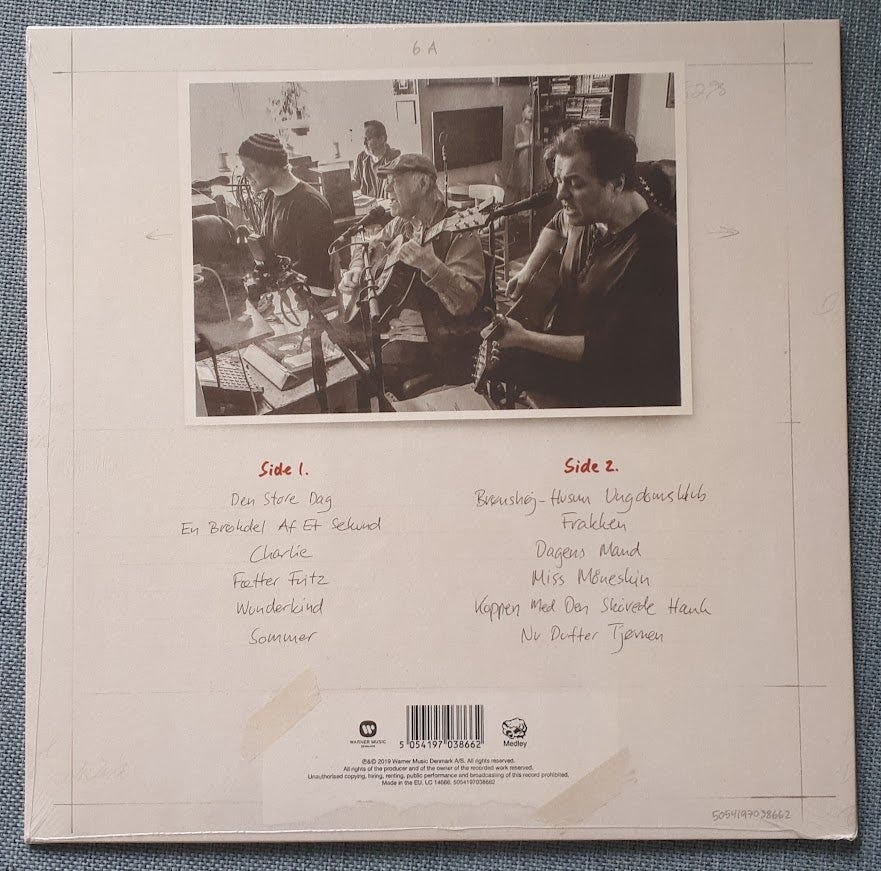 6 A
Side 1.
Den Store Dag
En Brøkdel Af Et Sekund
Charlie
Fætter Fritz
Wunderkind
Sommer
Side 2.
Brønshøj-Husum Ungdomsklub
Frakken
Dagens Mand
Miss Måneskin
Koppen Med Den Skårede Hank
Nu Dufter Tjørnen
WARNER MUSIC
DENMARK
5 054197 038662
Medley
℗&© 2019 Warner Music Denmark A/S. All rights reserved.
All rights of the producer and of the owner of the recorded work reserved.
Unauthorised copying, hiring, renting, public performance and broadcasting of this record prohibited.
Made in the EU. LC 14666. 5054197038662
5054197038662